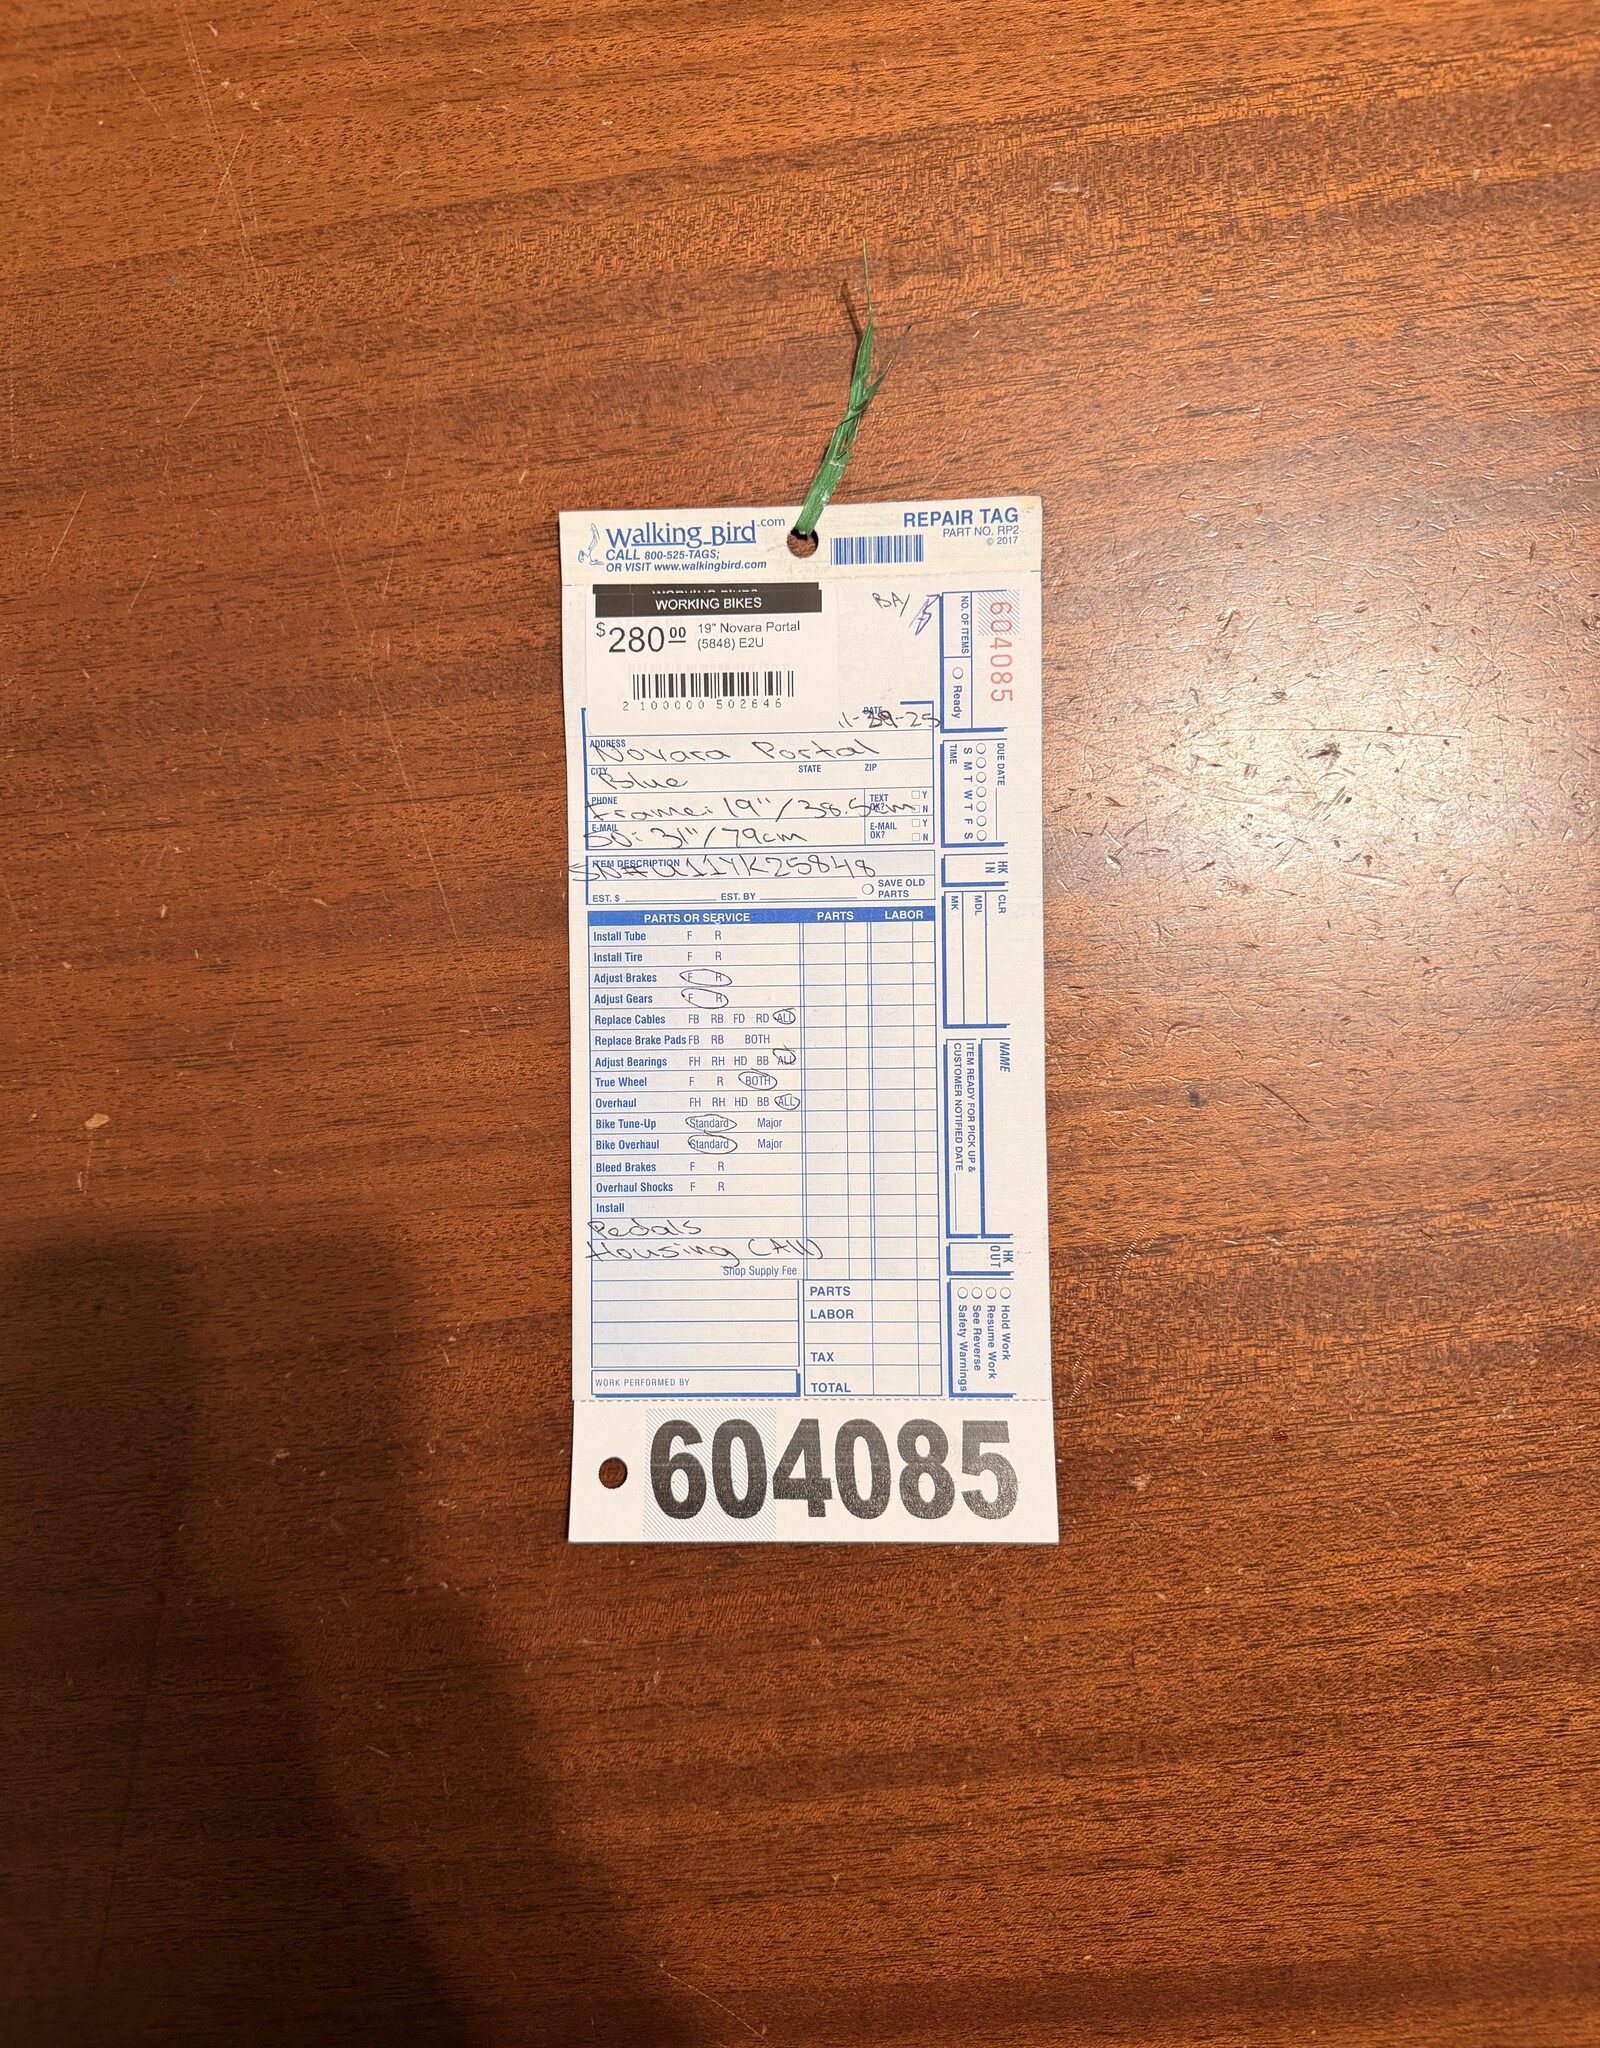 Walking Bird.com
CALL 800-525-TAGS;
OR VISIT www.walkingbird.com
REPAIR TAG
PART NO. RP2
© 2017
WORKING BIKES
WORKING BIKES
$280.00 19" Novara Portal
(5848) E2U
2 100000 502646
BA/
DATE
11-29-25
ADDRESS
Novara Portal
CITY STATE ZIP
Blue
PHONE TEXT OK? Y N
Frame: 19"/38.5cm
E-MAIL E-MAIL OK? Y N
SO: 31"/79cm
ITEM DESCRIPTION
SN# U11YK25848
SAVE OLD PARTS
EST. $ EST. BY
PARTS OR SERVICE PARTS LABOR
Install Tube F R
Install Tire F R
Adjust Brakes F R
Adjust Gears F R
Replace Cables FB RB FD RD ALL
Replace Brake Pads FB RB BOTH
Adjust Bearings FH RH HD BB ALL
True Wheel F R BOTH
Overhaul FH RH HD BB ALL
Bike Tune-Up Standard Major
Bike Overhaul Standard Major
Bleed Brakes F R
Overhaul Shocks F R
Install
Pedals
Housing (All)
Shop Supply Fee
PARTS
LABOR
TAX
TOTAL
WORK PERFORMED BY
604085
NO. OF ITEMS
Ready
DUE DATE
S M T W T F S
TIME
HK IN
CLR
MDL
MK
NAME
ITEM READY FOR PICK UP &
CUSTOMER NOTIFIED DATE
HK OUT
Hold Work
Resume Work
See Reverse
Safety Warnings
604085